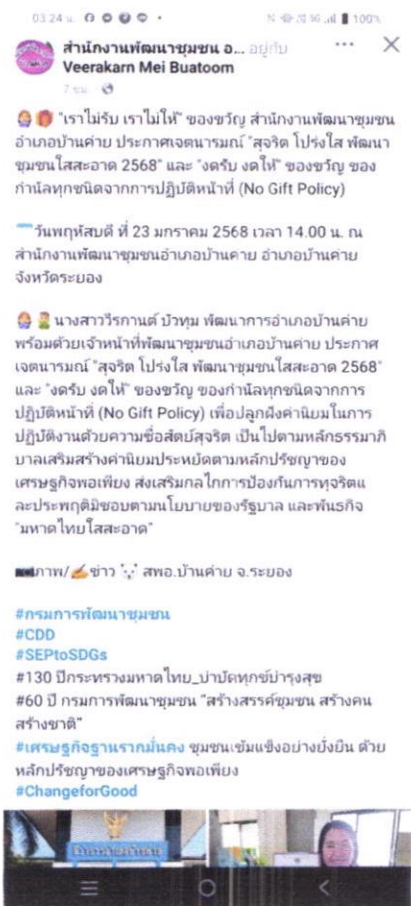 03:24 น.
5G
100%
สำนักงานพัฒนาชุมชน อ... อยู่กับ
Veerakarn Mei Buatoom
7 ชม.
"เราไม่รับ เราไม่ให้" ของขวัญ สำนักงานพัฒนาชุมชน
อำเภอบ้านค่าย ประกาศเจตนารมณ์ "สุจริต โปร่งใส พัฒนา
ชุมชนใสสะอาด 2568" และ "งดรับ งดให้" ของขวัญ ของ
กำนัลทุกชนิดจากการปฏิบัติหน้าที่ (No Gift Policy)
วันพฤหัสบดี ที่ 23 มกราคม 2568 เวลา 14.00 น. ณ
สำนักงานพัฒนาชุมชนอำเภอบ้านค่าย อำเภอบ้านค่าย
จังหวัดระยอง
นางสาววีรกานต์ บัวทุม พัฒนาการอำเภอบ้านค่าย
พร้อมด้วยเจ้าหน้าที่พัฒนาชุมชนอำเภอบ้านค่าย ประกาศ
เจตนารมณ์ "สุจริต โปร่งใส พัฒนาชุมชนใสสะอาด 2568"
และ "งดรับ งดให้" ของขวัญ ของกำนัลทุกชนิดจากการ
ปฏิบัติหน้าที่ (No Gift Policy) เพื่อปลูกฝังค่านิยมในการ
ปฏิบัติงานด้วยความซื่อสัตย์สุจริต เป็นไปตามหลักธรรมาภิ
บาลเสริมสร้างค่านิยมประหยัดตามหลักปรัชญาของ
เศรษฐกิจพอเพียง ส่งเสริมกลไกการป้องกันการทุจริตแ
ละประพฤติมิชอบตามนโยบายของรัฐบาล และพันธกิจ
"มหาดไทยใสสะอาด"
ภาพ/ข่าว สพอ.บ้านค่าย จ.ระยอง
#กรมการพัฒนาชุมชน
#CDD
#SEPtoSDGs
#130 ปีกระทรวงมหาดไทย_บำบัดทุกข์บำรุงสุข
#60 ปี กรมการพัฒนาชุมชน "สร้างสรรค์ชุมชน สร้างคน
สร้างชาติ"
#เศรษฐกิจฐานรากมั่นคง ชุมชนเข้มแข็งอย่างยั่งยืน ด้วย
หลักปรัชญาของเศรษฐกิจพอเพียง
#ChangeforGood